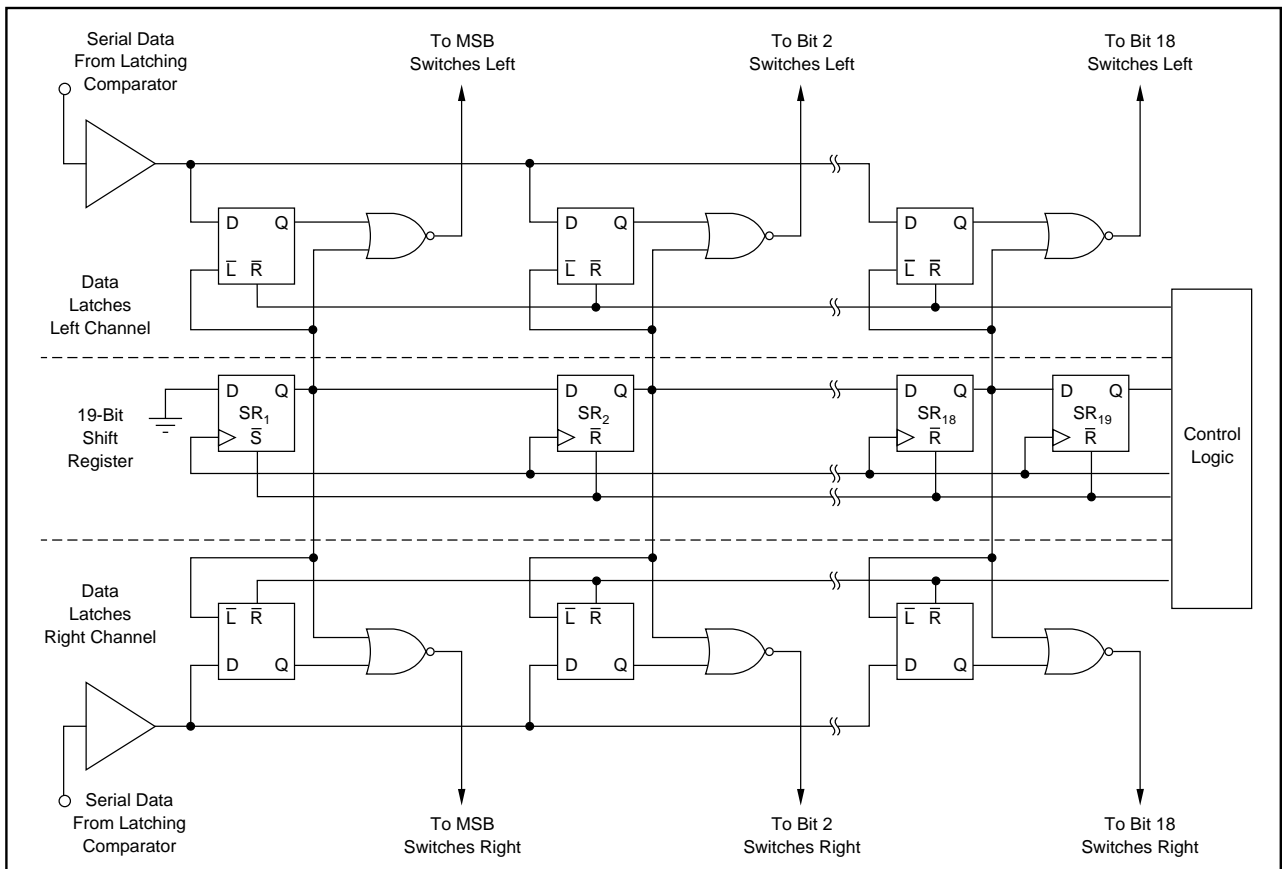 Serial Data
From Latching
Comparator
To MSB
Switches Left
To Bit 2
Switches Left
To Bit 18
Switches Left
D Q
L̅ R̅
D Q
L̅ R̅
D Q
L̅ R̅
Data
Latches
Left Channel
19-Bit
Shift
Register
D Q
SR₁
S̅
D Q
SR₂
R̅
D Q
SR₁₈
R̅
D Q
SR₁₉
R̅
Control
Logic
Data
Latches
Right Channel
L̅ R̅
D Q
L̅ R̅
D Q
L̅ R̅
D Q
Serial Data
From Latching
Comparator
To MSB
Switches Right
To Bit 2
Switches Right
To Bit 18
Switches Right